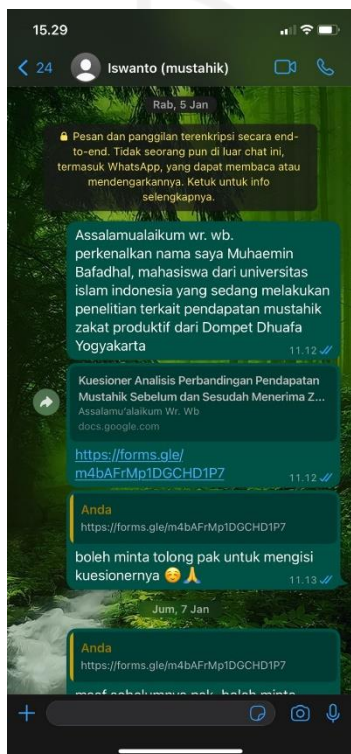 15.29
24 Iswanto (mustahik)
Rab, 5 Jan
Pesan dan panggilan terenkripsi secara end-
to-end. Tidak seorang pun di luar chat ini,
termasuk WhatsApp, yang dapat membaca atau
mendengarkannya. Ketuk untuk info
selengkapnya.
Assalamualaikum wr. wb.
perkenalkan nama saya Muhaemin
Bafadhal, mahasiswa dari universitas
islam indonesia yang sedang melakukan
penelitian terkait pendapatan mustahik
zakat produktif dari Dompet Dhuafa
Yogyakarta
11.12
Kuesioner Analisis Perbandingan Pendapatan
Mustahik Sebelum dan Sesudah Menerima Z...
Assalamu'alaikum Wr. Wb
docs.google.com
https://forms.gle/
m4bAFrMp1DGCHD1P7
11.12
Anda
https://forms.gle/m4bAFrMp1DGCHD1P7
boleh minta tolong pak untuk mengisi
kuesionernya
11.13
Jum, 7 Jan
Anda
https://forms.gle/m4bAFrMp1DGCHD1P7